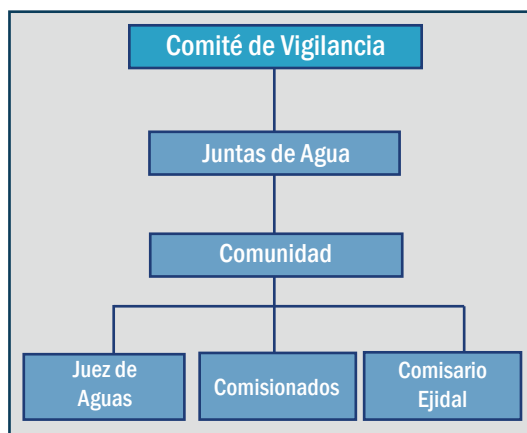 Comité de Vigilancia
Juntas de Agua
Comunidad
Juez de
Aguas
Comisionados
Comisario
Ejidal